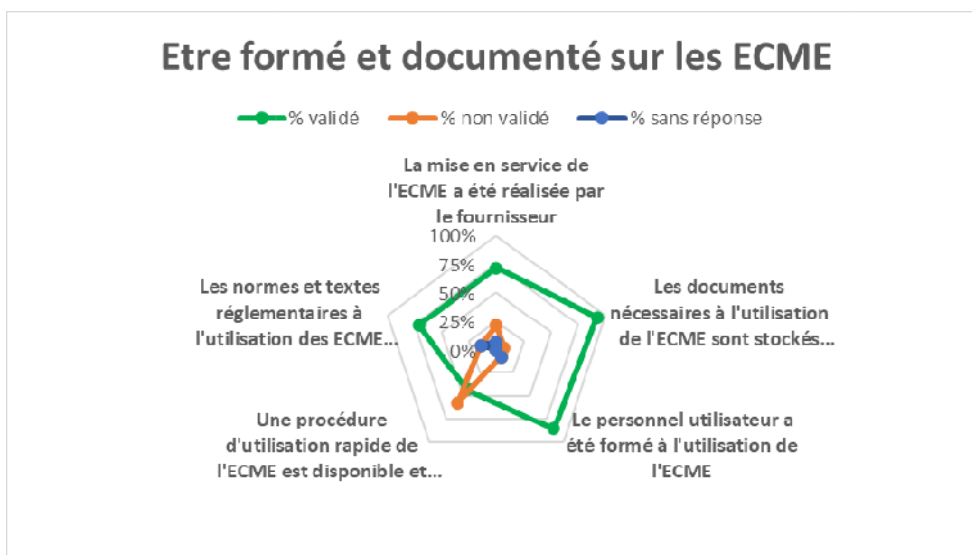 Etre formé et documenté sur les ECME
% validé % non validé % sans réponse
La mise en service de
l'ECME a été réalisée par
le fournisseur
100%
75%
50%
25%
0%
Les documents
nécessaires à l'utilisation
de l'ECME sont stockés...
Le personnel utilisateur a
été formé à l'utilisation de
l'ECME
Une procédure
d'utilisation rapide de
l'ECME est disponible et...
Les normes et textes
réglementaires à
l'utilisation des ECME...